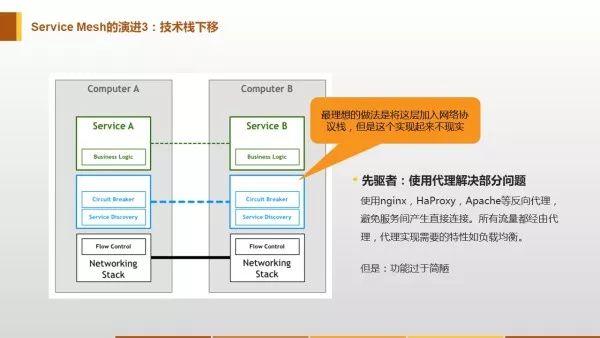 Service Mesh的演进3：技术栈下移
Computer A
Computer B
Service A
Business Logic
Service B
Business Logic
Circuit Breaker
Service Discovery
Circuit Breaker
Service Discovery
Flow Control
Networking
Stack
Flow Control
Networking
Stack
最理想的做法是将这层加入网络协
议栈，但是这个实现起来不现实
先驱者：使用代理解决部分问题
使用nginx，HaProxy，Apache等反向代理，
避免服务间产生直接连接。所有流量都经由代
理，代理实现需要的特性如负载均衡。
但是：功能过于简陋